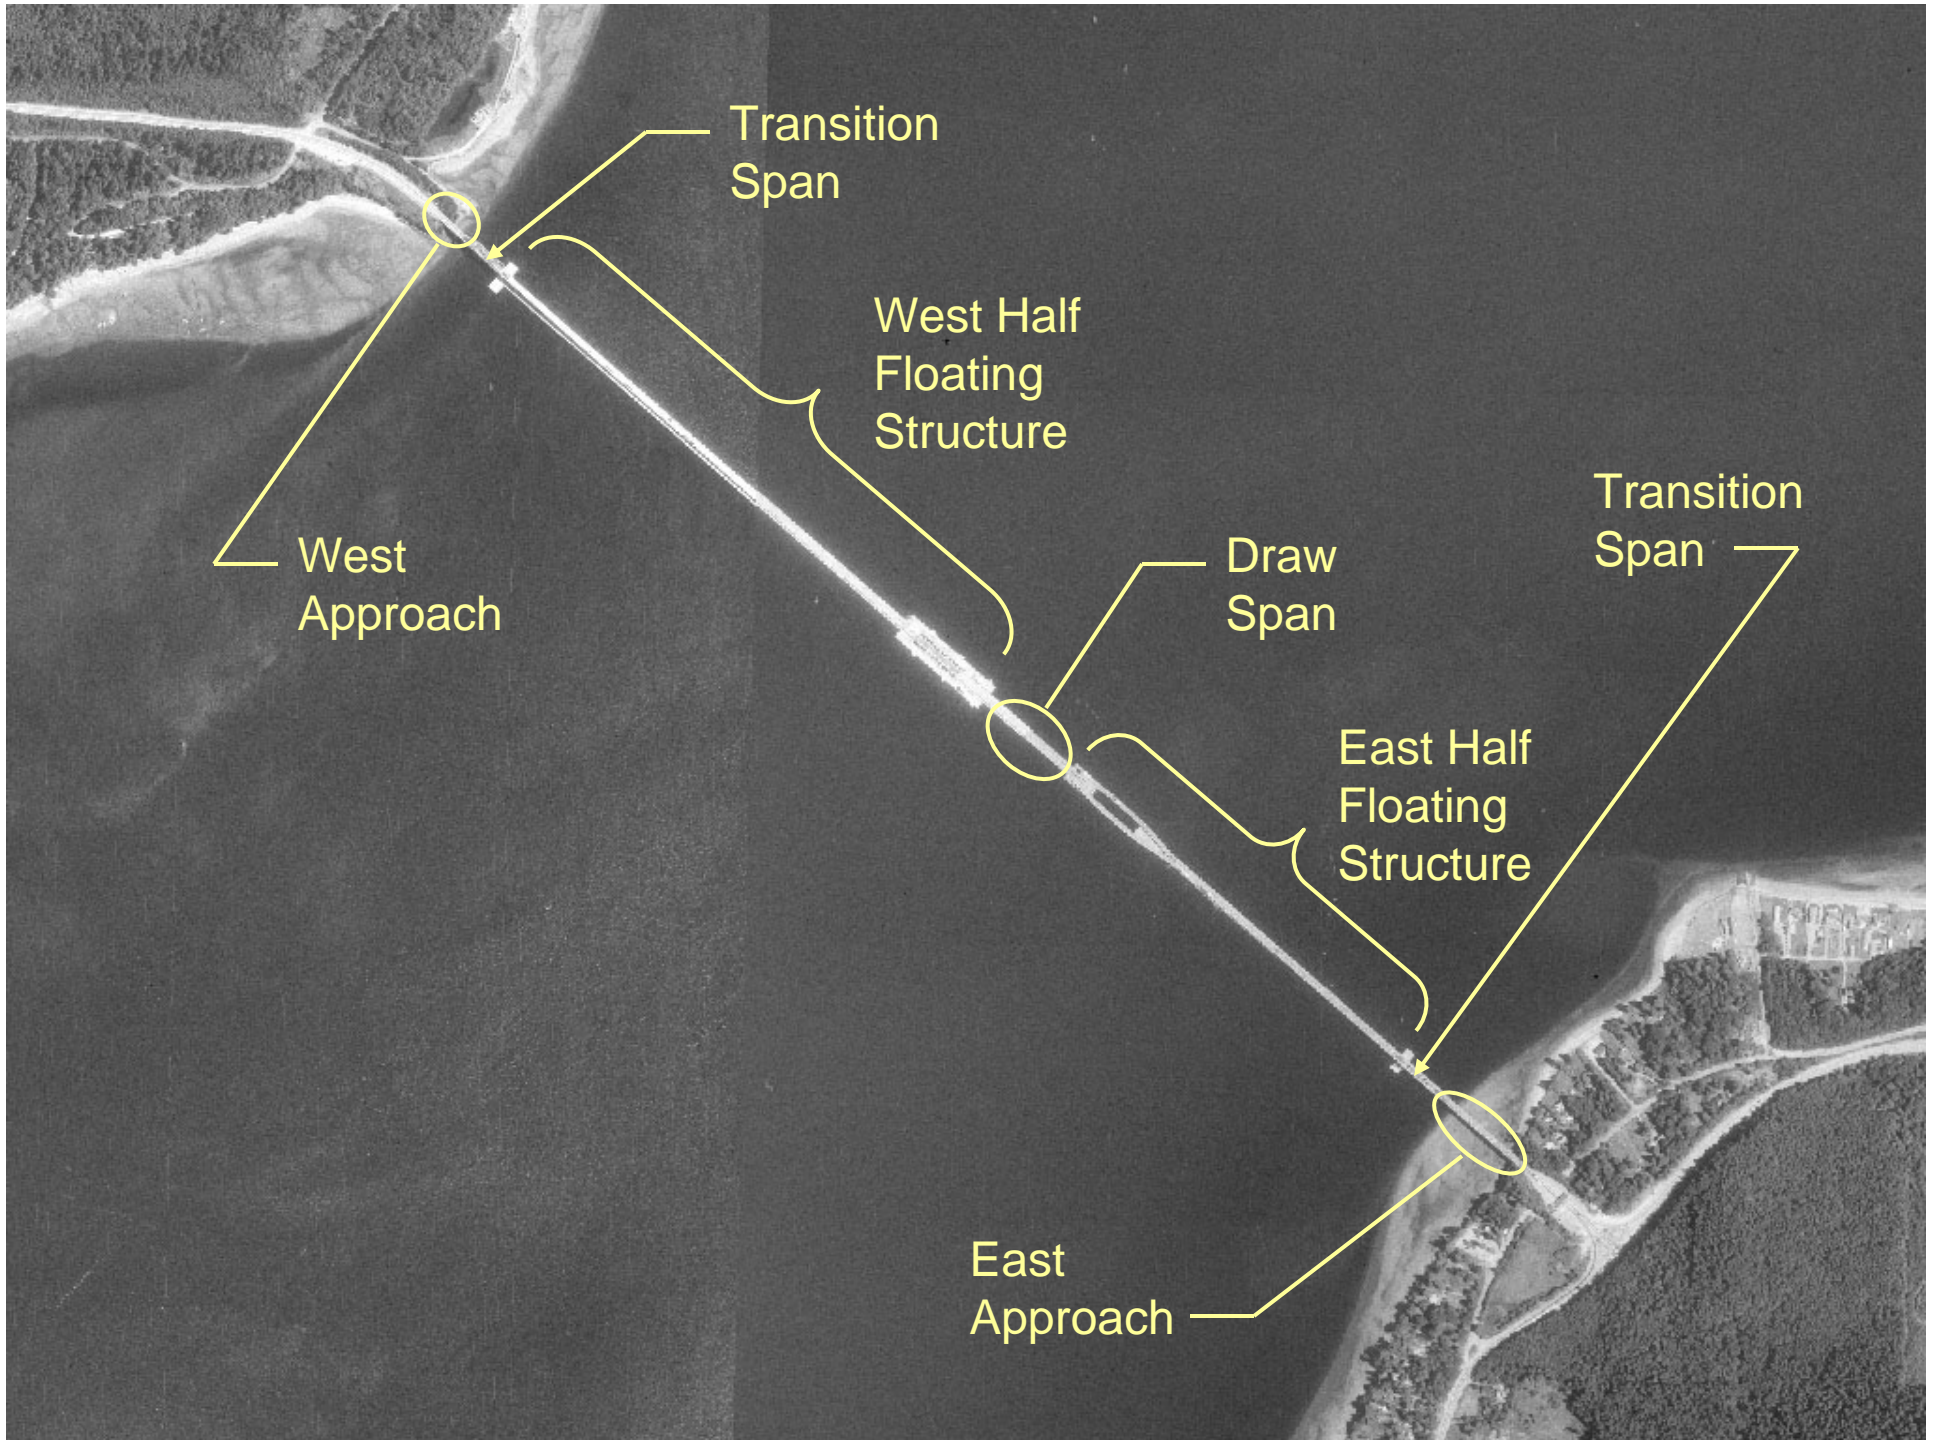 Transition
Span
West Half
Floating
Structure
Transition
Span
West
Approach
Draw
Span
East Half
Floating
Structure
East
Approach